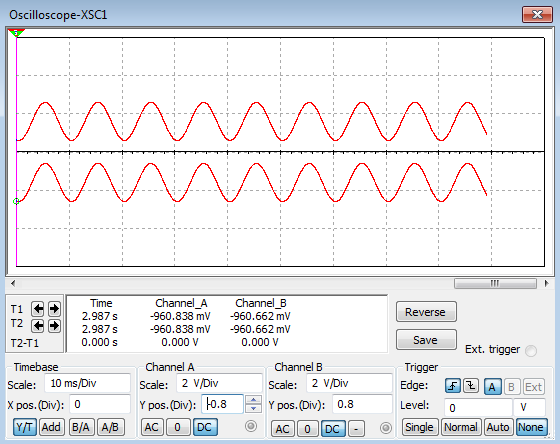 Oscilloscope-XSC1
Time Channel_A Channel_B
T1 2.987 s -960.838 mV -960.662 mV
T2 2.987 s -960.838 mV -960.662 mV
T2-T1 0.000 s 0.000 V 0.000 V
Reverse
Save
Ext. trigger
Timebase
Scale: 10 ms/Div
X pos.(Div): 0
Y/T Add B/A A/B
Channel A
Scale: 2 V/Div
Y pos.(Div): -0.8
AC 0 DC
Channel B
Scale: 2 V/Div
Y pos.(Div): 0.8
AC 0 DC -
Trigger
Edge: A B Ext
Level: 0 V
Single Normal Auto None